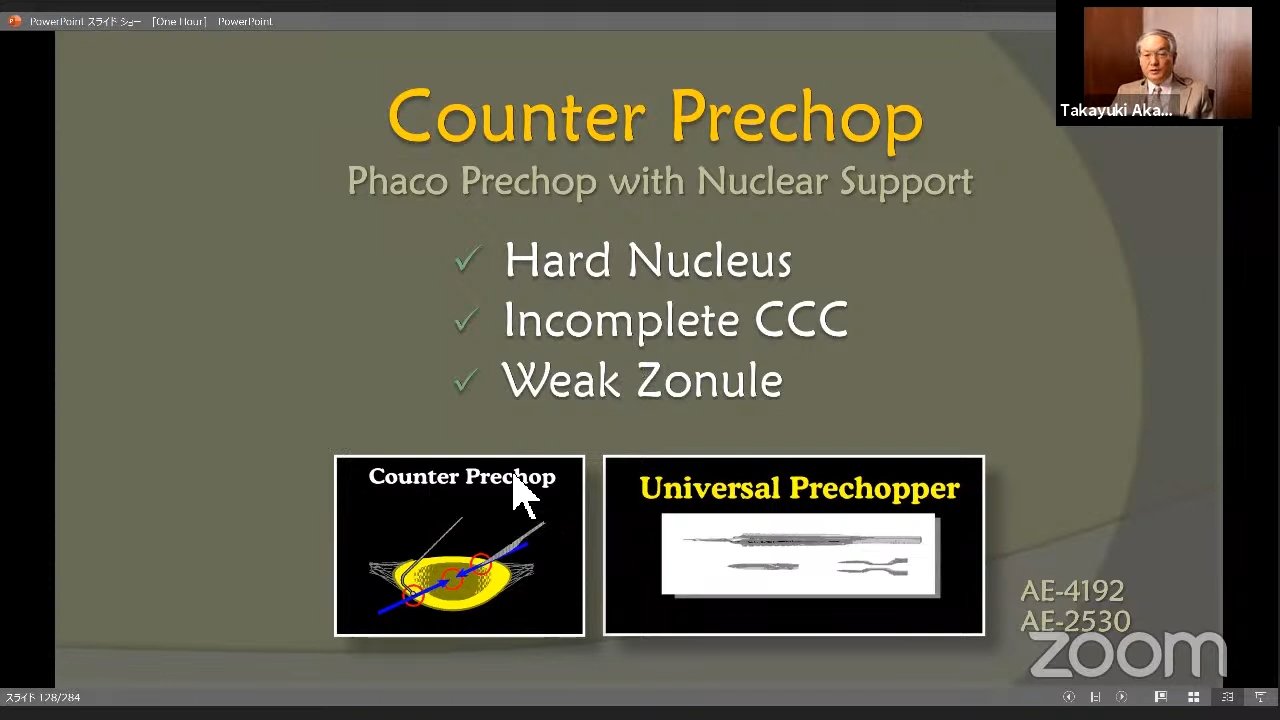 PowerPoint スライド ショー [One Hour] PowerPoint
Takayuki Aka...
Counter Prechop
Phaco Prechop with Nuclear Support
✓ Hard Nucleus
✓ Incomplete CCC
✓ Weak Zonule
Counter Prechop
Universal Prechopper
AE-4192
AE-2530
zoom
スライド 128/284